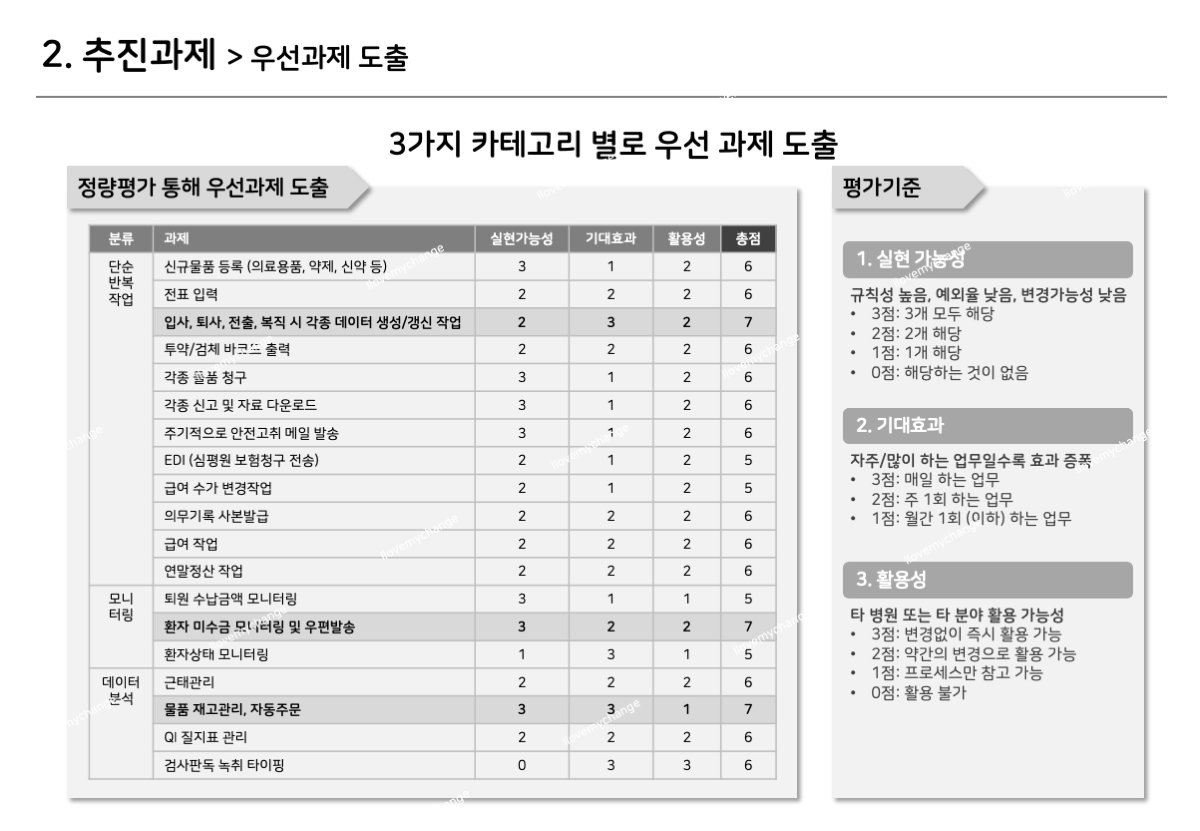 2. 추진과제 > 우선과제 도출
3가지 카테고리 별로 우선 과제 도출
정량평가 통해 우선과제 도출
분류 과제 실현가능성 기대효과 활용성 총점
단순
반복
작업
신규물품 등록 (의료용품, 약제, 신약 등) 3 1 2 6
전표 입력 2 2 2 6
입사, 퇴사, 전출, 복직 시 각종 데이터 생성/갱신 작업 2 3 2 7
투약/검체 바코드 출력 2 2 2 6
각종 물품 청구 3 1 2 6
각종 신고 및 자료 다운로드 3 1 2 6
주기적으로 안전고취 메일 발송 3 1 2 6
EDI (심평원 보험청구 전송) 2 1 2 5
급여 수가 변경작업 2 1 2 5
의무기록 사본발급 2 2 2 6
급여 작업 2 2 2 6
연말정산 작업 2 2 2 6
모니
터링
퇴원 수납금액 모니터링 3 1 1 5
환자 미수금 모니터링 및 우편발송 3 2 2 7
환자상태 모니터링 1 3 1 5
데이터
분석
근태관리 2 2 2 6
물품 재고관리, 자동주문 3 3 1 7
QI 질지표 관리 2 2 2 6
검사판독 녹취 타이핑 0 3 3 6
평가기준
1. 실현 가능성
규칙성 높음, 예외율 낮음, 변경가능성 낮음
• 3점: 3개 모두 해당
• 2점: 2개 해당
• 1점: 1개 해당
• 0점: 해당하는 것이 없음
2. 기대효과
자주/많이 하는 업무일수록 효과 증폭
• 3점: 매일 하는 업무
• 2점: 주 1회 하는 업무
• 1점: 월간 1회 (이하) 하는 업무
3. 활용성
타 병원 또는 타 분야 활용 가능성
• 3점: 변경없이 즉시 활용 가능
• 2점: 약간의 변경으로 활용 가능
• 1점: 프로세스만 참고 가능
• 0점: 활용 불가
ilovemychange